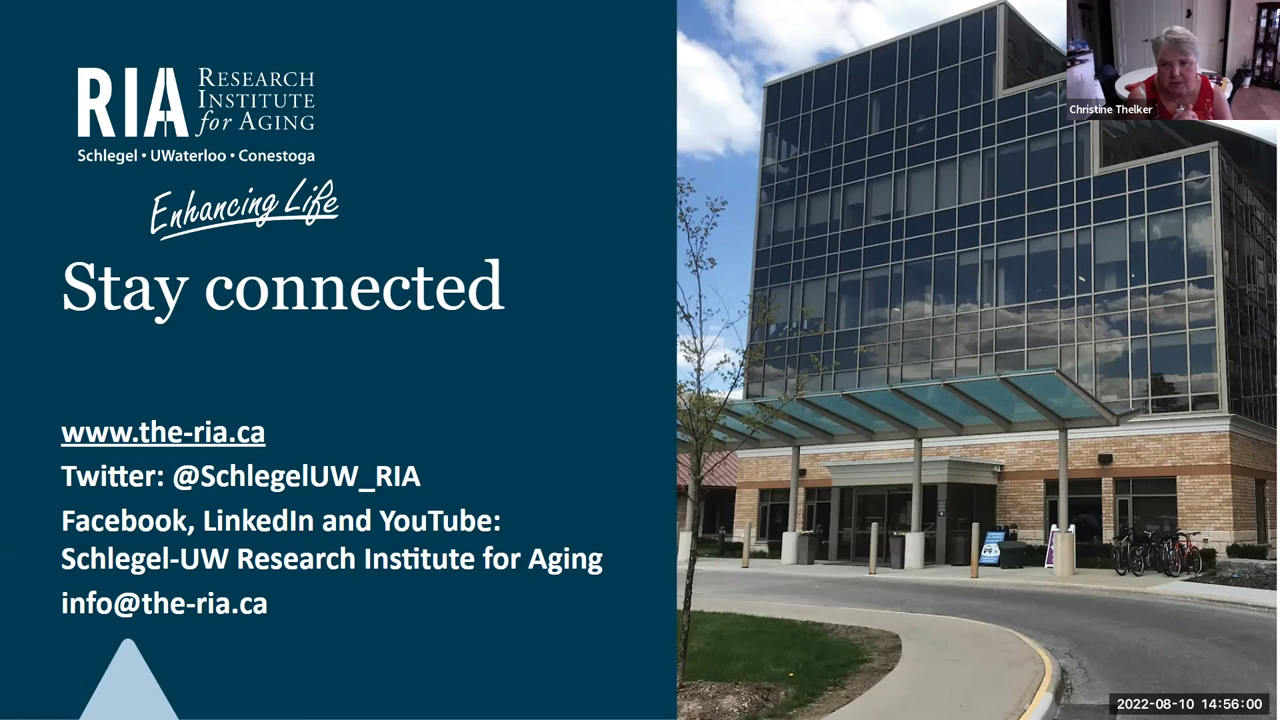 RIA RESEARCH
INSTITUTE
for AGING
Schlegel • UWaterloo • Conestoga
Enhancing Life
Stay connected
www.the-ria.ca
Twitter: @SchlegelUW_RIA
Facebook, LinkedIn and YouTube:
Schlegel-UW Research Institute for Aging
info@the-ria.ca
Christine Thelker
2022-08-10 14:56:00